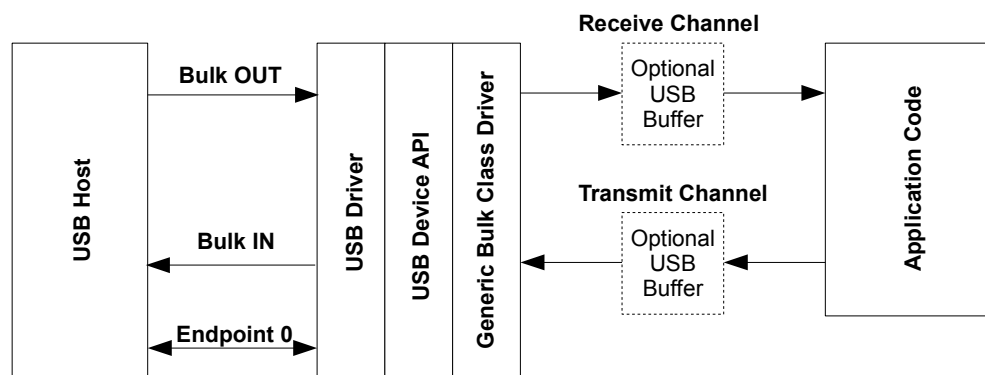 Receive Channel
Bulk OUT
Optional
USB
Buffer
USB Host
USB Driver
USB Device API
Generic Bulk Class Driver
Application Code
Transmit Channel
Bulk IN
Optional
USB
Buffer
Endpoint 0